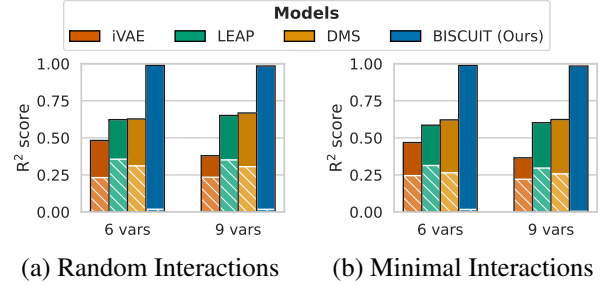 Models
iVAE LEAP DMS BISCUIT (Ours)
R² score
1.00
0.75
0.50
0.25
0.00
6 vars 9 vars
(a) Random Interactions
R² score
1.00
0.75
0.50
0.25
0.00
6 vars 9 vars
(b) Minimal Interactions